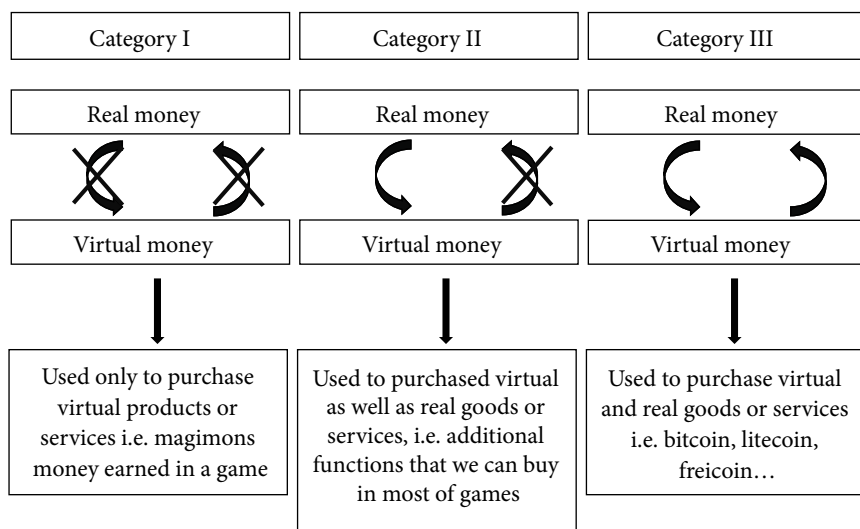 Category I
Category II
Category III
Real money
Real money
Real money
Virtual money
Virtual money
Virtual money
Used only to purchase
virtual products or
services i.e. magimons
money earned in a game
Used to purchased virtual
as well as real goods or
services, i.e. additional
functions that we can buy
in most of games
Used to purchase virtual
and real goods or services
i.e. bitcoin, litecoin,
freicoin…